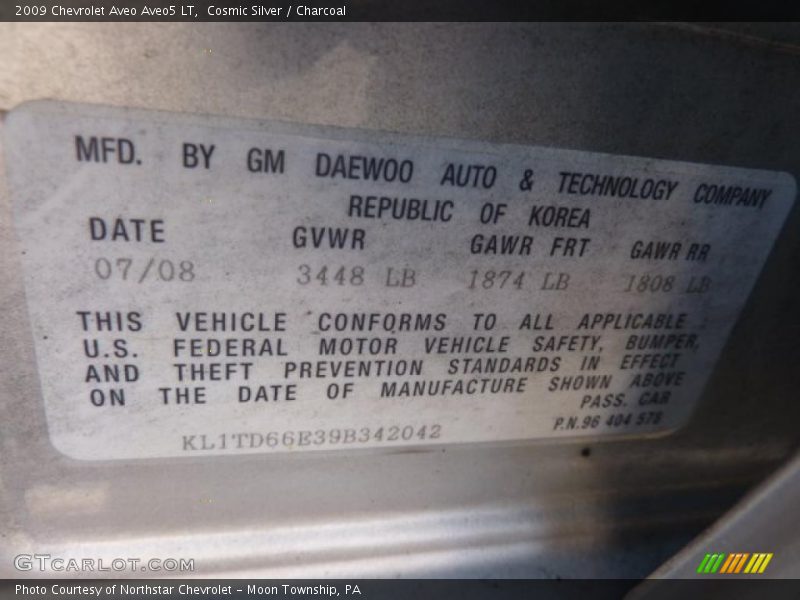 2009 Chevrolet Aveo Aveo5 LT,  Cosmic Silver / Charcoal
MFD. BY GM DAEWOO AUTO & TECHNOLOGY COMPANY
REPUBLIC OF KOREA
DATE GVWR GAWR FRT GAWR RR
07/08 3448 LB 1874 LB 1808 LB
THIS VEHICLE CONFORMS TO ALL APPLICABLE
U.S. FEDERAL MOTOR VEHICLE SAFETY, BUMPER,
AND THEFT PREVENTION STANDARDS IN EFFECT
ON THE DATE OF MANUFACTURE SHOWN ABOVE
PASS. CAR
KL1TD66E39B342042 P.N.96 404 578
GTCARLOT.COM
Photo Courtesy of Northstar Chevrolet – Moon Township, PA